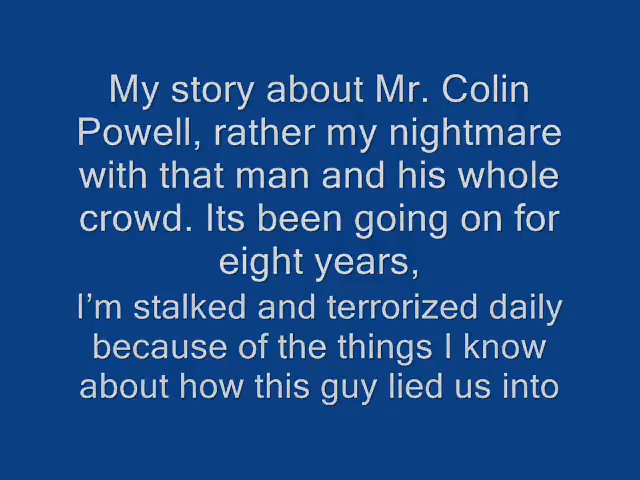 My story about Mr. Colin
Powell, rather my nightmare
with that man and his whole
crowd. Its been going on for
eight years,
I’m stalked and terrorized daily
because of the things I know
about how this guy lied us into